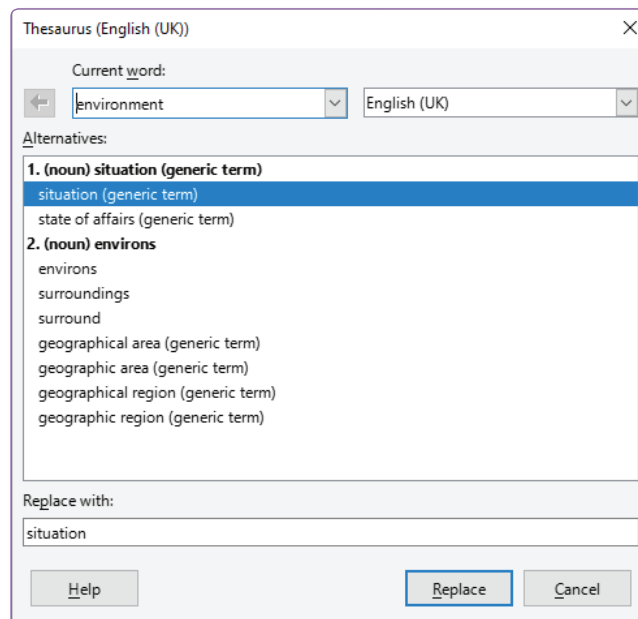 Thesaurus (English (UK))
Current word:
environment English (UK)
Alternatives:
1. (noun) situation (generic term)
situation (generic term)
state of affairs (generic term)
2. (noun) environs
environs
surroundings
surround
geographical area (generic term)
geographic area (generic term)
geographical region (generic term)
geographic region (generic term)
Replace with:
situation
Help Replace Cancel